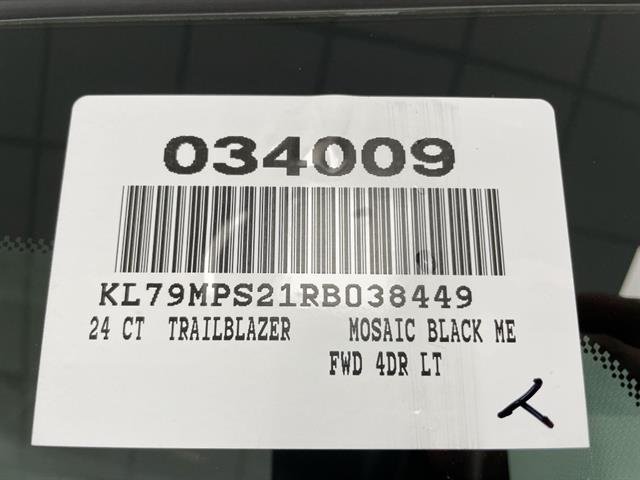 034009
KL79MPS21RB038449
24 CT TRAILBLAZER MOSAIC BLACK ME
FWD 4DR LT